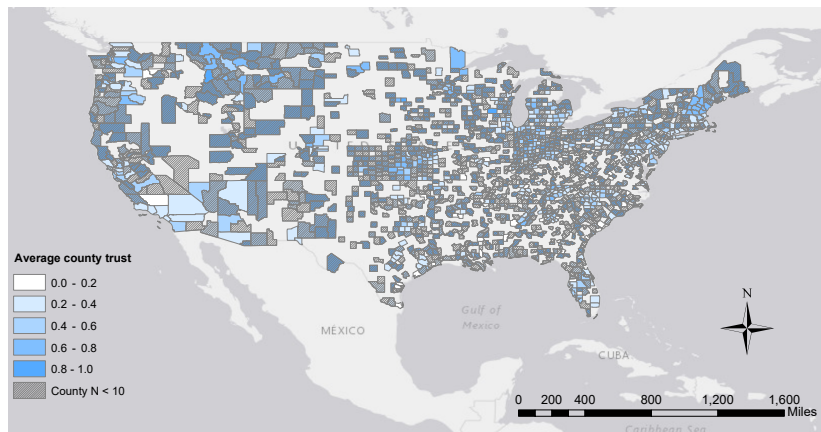 U N I T E D
MÉXICO
Gulf of
Mexico
CUBA
Caribbean Sea
Average county trust
0.0 - 0.2
0.2 - 0.4
0.4 - 0.6
0.6 - 0.8
0.8 - 1.0
County N < 10
N
0 200 400 800 1,200 1,600
Miles